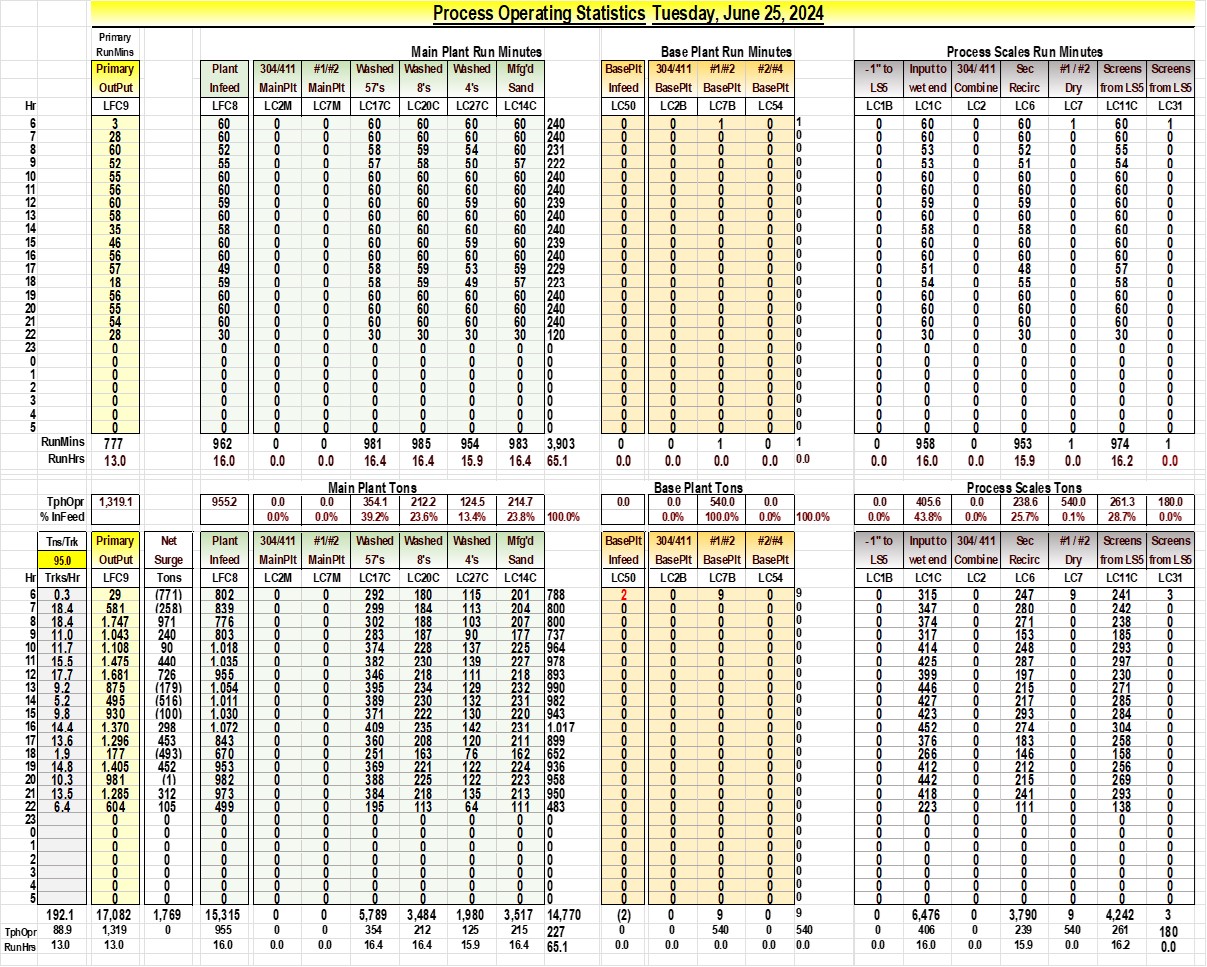 Process Operating Statistics Tuesday, June 25, 2024
Primary
RunMins Main Plant Run Minutes Base Plant Run Minutes Process Scales Run Minutes
Primary Plant 304/411 #1/#2 Washed Washed Washed Mfg'd BasePlt 304/411 #1/#2 #2/#4 -1" to Input to 304/411 Sec #1/#2 Screens Screens
OutPut Infeed MainPlt MainPlt 57's 8's 4's Sand Infeed BasePlt BasePlt BasePlt LS5 wet end Combine Recirc Dry from LS5 from LS5
Hr LFC9 LFC8 LC2M LC7M LC17C LC20C LC27C LC14C LC50 LC2B LC7B LC54 LC1B LC1C LC2 LC6 LC7 LC11C LC31
6 3 60 0 0 60 60 60 60 240 0 0 1 0 1 0 60 0 60 1 60 1
7 28 60 0 0 60 60 60 60 240 0 0 0 0 0 0 60 0 60 0 60 0
8 60 52 0 0 58 59 54 60 231 0 0 0 0 0 0 53 0 52 0 55 0
9 52 55 0 0 57 58 50 57 222 0 0 0 0 0 0 53 0 51 0 54 0
10 55 60 0 0 60 60 60 60 240 0 0 0 0 0 0 60 0 60 0 60 0
11 56 60 0 0 60 60 60 60 240 0 0 0 0 0 0 60 0 60 0 60 0
12 60 59 0 0 60 60 59 60 239 0 0 0 0 0 0 59 0 59 0 60 0
13 58 60 0 0 60 60 60 60 240 0 0 0 0 0 0 60 0 60 0 60 0
14 35 58 0 0 60 60 60 60 240 0 0 0 0 0 0 58 0 58 0 60 0
15 46 60 0 0 60 60 59 60 239 0 0 0 0 0 0 60 0 60 0 60 0
16 56 60 0 0 60 60 60 60 240 0 0 0 0 0 0 60 0 60 0 60 0
17 57 49 0 0 58 59 53 59 229 0 0 0 0 0 0 51 0 48 0 57 0
18 18 59 0 0 58 59 49 57 223 0 0 0 0 0 0 54 0 55 0 58 0
19 56 60 0 0 60 60 60 60 240 0 0 0 0 0 0 60 0 60 0 60 0
20 55 60 0 0 60 60 60 60 240 0 0 0 0 0 0 60 0 60 0 60 0
21 54 60 0 0 60 60 60 60 240 0 0 0 0 0 0 60 0 60 0 60 0
22 28 30 0 0 30 30 30 30 120 0 0 0 0 0 0 30 0 30 0 30 0
23 0 0 0 0 0 0 0 0 0 0 0 0 0 0 0 0 0 0 0 0 0
0 0 0 0 0 0 0 0 0 0 0 0 0 0 0 0 0 0 0 0 0 0
1 0 0 0 0 0 0 0 0 0 0 0 0 0 0 0 0 0 0 0 0 0
2 0 0 0 0 0 0 0 0 0 0 0 0 0 0 0 0 0 0 0 0 0
3 0 0 0 0 0 0 0 0 0 0 0 0 0 0 0 0 0 0 0 0 0
4 0 0 0 0 0 0 0 0 0 0 0 0 0 0 0 0 0 0 0 0 0
5 0 0 0 0 0 0 0 0 0 0 0 0 0 0 0 0 0 0 0 0 0
RunMins 777 962 0 0 981 985 954 983 3,903 0 0 1 0 1 0 958 0 953 1 974 1
RunHrs 13.0 16.0 0.0 0.0 16.4 16.4 15.9 16.4 65.1 0.0 0.0 0.0 0.0 0.0 0.0 16.0 0.0 15.9 0.0 16.2 0.0
Main Plant Tons Base Plant Tons Process Scales Tons
TphOpr 1,319.1 955.2 0.0 0.0 354.1 212.2 124.5 214.7 0.0 0.0 540.0 0.0 0.0 405.6 0.0 238.6 540.0 261.3 180.0
% InFeed 0.0% 0.0% 39.2% 23.6% 13.4% 23.8% 100.0% 0.0% 100.0% 0.0% 100.0% 0.0% 43.8% 0.0% 25.7% 0.1% 28.7% 0.0%
Tns/Trk Primary Net Plant 304/411 #1/#2 Washed Washed Washed Mfg'd BasePlt 304/411 #1/#2 #2/#4 -1" to Input to 304/411 Sec #1/#2 Screens Screens
95.0 OutPut Surge Infeed MainPlt MainPlt 57's 8's 4's Sand Infeed BasePlt BasePlt BasePlt LS5 wet end Combine Recirc Dry from LS5 from LS5
Hr Trks/Hr LFC9 Tons LFC8 LC2M LC7M LC17C LC20C LC27C LC14C LC50 LC2B LC7B LC54 LC1B LC1C LC2 LC6 LC7 LC11C LC31
6 0.3 29 (771) 802 0 0 292 180 115 201 788 2 0 9 0 9 0 315 0 247 9 241 3
7 18.4 581 (258) 839 0 0 299 184 113 204 800 0 0 0 0 0 0 347 0 280 0 242 0
8 18.4 1.747 971 776 0 0 302 188 103 207 800 0 0 0 0 0 0 374 0 271 0 238 0
9 11.0 1.043 240 803 0 0 283 187 90 177 737 0 0 0 0 0 0 317 0 153 0 185 0
10 11.7 1.108 90 1.018 0 0 374 228 137 225 964 0 0 0 0 0 0 414 0 248 0 293 0
11 15.5 1.475 440 1.035 0 0 382 230 139 227 978 0 0 0 0 0 0 425 0 287 0 297 0
12 17.7 1.681 726 955 0 0 346 218 111 218 893 0 0 0 0 0 0 399 0 197 0 230 0
13 9.2 875 (179) 1.054 0 0 395 234 129 232 990 0 0 0 0 0 0 446 0 215 0 271 0
14 5.2 495 (516) 1.011 0 0 389 230 132 231 982 0 0 0 0 0 0 427 0 217 0 285 0
15 9.8 930 (100) 1.030 0 0 371 222 130 220 943 0 0 0 0 0 0 423 0 293 0 284 0
16 14.4 1.370 298 1.072 0 0 409 235 142 231 1.017 0 0 0 0 0 0 452 0 274 0 304 0
17 13.6 1.296 453 843 0 0 360 208 120 211 899 0 0 0 0 0 0 376 0 183 0 258 0
18 1.9 177 (493) 670 0 0 251 163 76 162 652 0 0 0 0 0 0 266 0 146 0 158 0
19 14.8 1.405 452 953 0 0 369 221 122 224 936 0 0 0 0 0 0 412 0 212 0 256 0
20 10.3 981 (1) 982 0 0 388 225 122 223 958 0 0 0 0 0 0 442 0 215 0 269 0
21 13.5 1.285 312 973 0 0 384 218 135 213 950 0 0 0 0 0 0 418 0 241 0 293 0
22 6.4 604 105 499 0 0 195 113 64 111 483 0 0 0 0 0 0 223 0 111 0 138 0
23 0 0 0 0 0 0 0 0 0 0 0 0 0 0 0 0 0 0 0 0 0 0
0 0 0 0 0 0 0 0 0 0 0 0 0 0 0 0 0 0 0 0 0 0 0
1 0 0 0 0 0 0 0 0 0 0 0 0 0 0 0 0 0 0 0 0 0 0
2 0 0 0 0 0 0 0 0 0 0 0 0 0 0 0 0 0 0 0 0 0 0
3 0 0 0 0 0 0 0 0 0 0 0 0 0 0 0 0 0 0 0 0 0 0
4 0 0 0 0 0 0 0 0 0 0 0 0 0 0 0 0 0 0 0 0 0 0
5 0 0 0 0 0 0 0 0 0 0 0 0 0 0 0 0 0 0 0 0 0 0
192.1 17,082 1,769 15,315 0 0 5,789 3,484 1,980 3,517 14,770 (2) 0 9 0 9 0 6,476 0 3,790 9 4,242 3
TphOpr 88.9 1,319 0 955 0 0 354 212 125 215 227 0 0 540 0 540 0 406 0 239 540 261 180
RunHrs 13.0 13.0 16.0 0.0 0.0 16.4 16.4 15.9 16.4 65.1 0.0 0.0 0.0 0.0 0.0 0.0 16.0 0.0 15.9 0.0 16.2 0.0